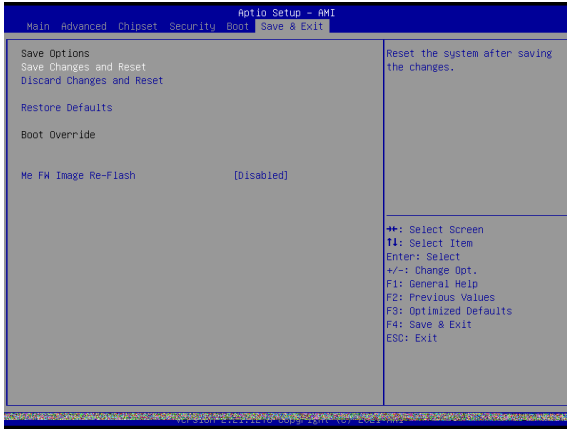 Aptio Setup - AMI
Main Advanced Chipset Security Boot Save & Exit
Save Options
Save Changes and Reset
Discard Changes and Reset
Restore Defaults
Boot Override
Me FW Image Re-Flash [Disabled]
Reset the system after saving
the changes.
→←: Select Screen
↑↓: Select Item
Enter: Select
+/-: Change Opt.
F1: General Help
F2: Previous Values
F3: Optimized Defaults
F4: Save & Exit
ESC: Exit
Version Copyright (C) AMI